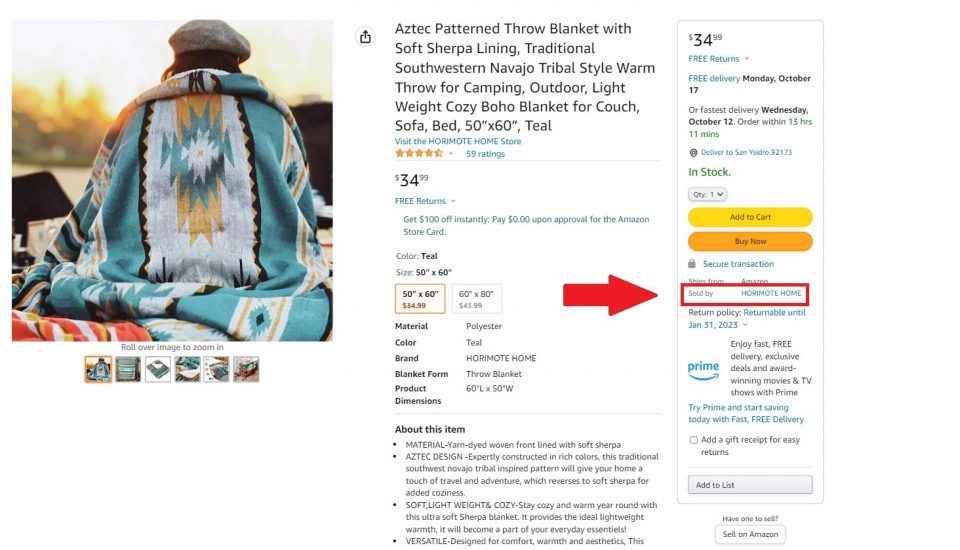 Aztec Patterned Throw Blanket with
Soft Sherpa Lining, Traditional
Southwestern Navajo Tribal Style Warm
Throw for Camping, Outdoor, Light
Weight Cozy Boho Blanket for Couch,
Sofa, Bed, 50”x60”, Teal
Visit the HORIMOTE HOME Store
59 ratings
$34.99
FREE Returns
Get $100 off instantly: Pay $0.00 upon approval for the Amazon
Store Card.
Color: Teal
Size: 50" x 60"
50" x 60"
$34.99
60" x 80"
$43.99
Material Polyester
Color Teal
Brand HORIMOTE HOME
Blanket Form Throw Blanket
Product 60"L x 50"W
Dimensions
About this item
• MATERIAL-Yarn-dyed woven front lined with soft sherpa
• AZTEC DESIGN -Expertly constructed in rich colors, this traditional
southwest navajo tribal inspired pattern will give your home a
touch of travel and adventure, which reverses to soft sherpa for
added coziness.
• SOFT,LIGHT WEIGHT& COZY-Stay cozy and warm year round with
this ultra soft Sherpa blanket. It provides the ideal lightweight
warmth, it will become a part of your everyday essentiels!
• VERSATILE-Designed for comfort, warmth and aesthetics, This
Roll over image to zoom in
$34.99
FREE Returns
FREE delivery Monday, October
17
Or fastest delivery Wednesday,
October 12. Order within 13 hrs
11 mins
Deliver to San Ysidro 92173
In Stock.
Qty: 1
Add to Cart
Buy Now
Secure transaction
Ships from Amazon
Sold by HORIMOTE HOME
Return policy: Returnable until
Jan 31, 2023
prime
Enjoy fast, FREE
delivery, exclusive
deals and award-
winning movies & TV
shows with Prime
Try Prime and start saving
today with Fast, FREE Delivery
Add a gift receipt for easy
returns
Add to List
Have one to sell?
Sell on Amazon